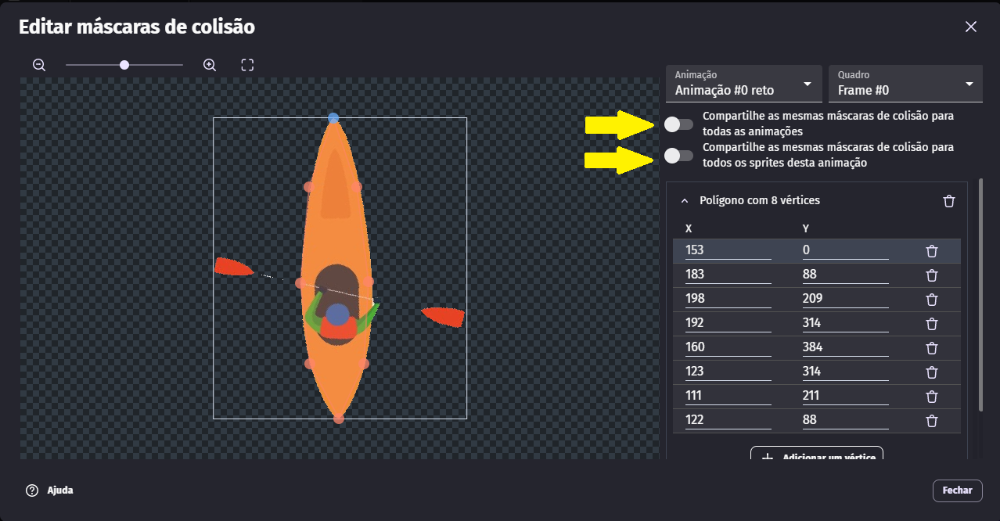 Editar máscaras de colisão
Animação
Animação #0 reto
Quadro
Frame #0
Compartilhe as mesmas máscaras de colisão para
todas as animações
Compartilhe as mesmas máscaras de colisão para
todos os sprites desta animação
Polígono com 8 vértices
X Y
153 0
183 88
198 209
192 314
160 384
123 314
111 211
122 88
Adicionar um vértice
Ajuda
Fechar